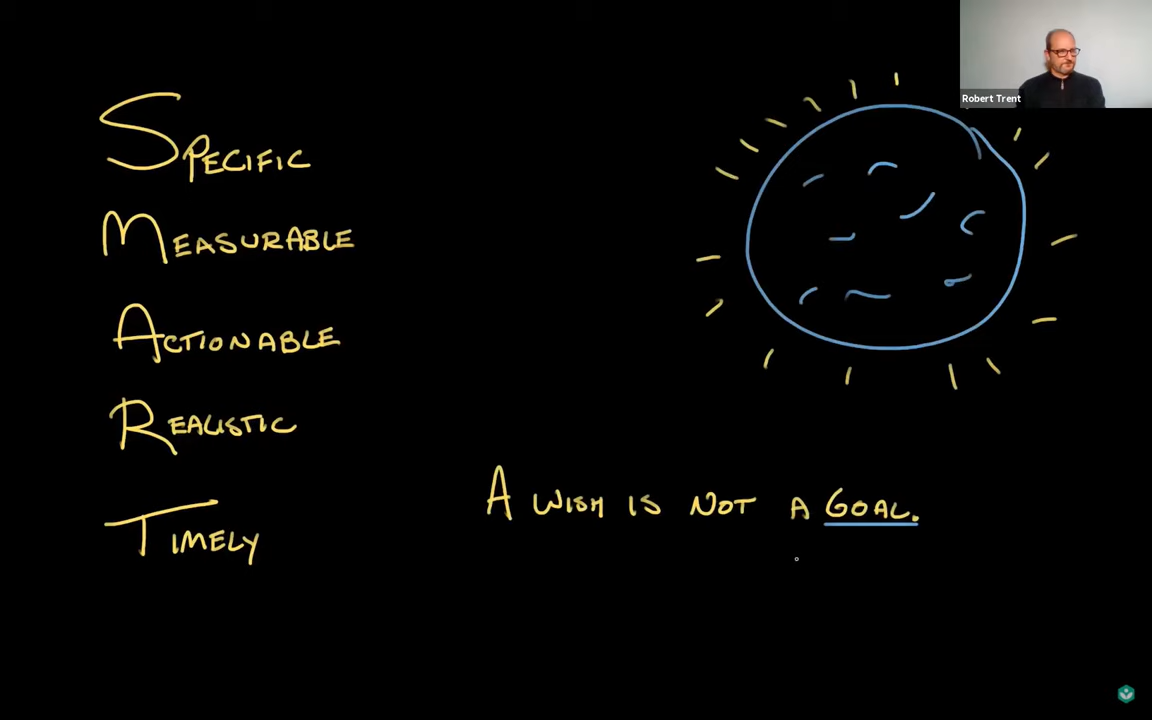 Robert Trent
SPECIFIC
MEASURABLE
ACTIONABLE
REALISTIC
TIMELY
A WISH IS NOT A GOAL.